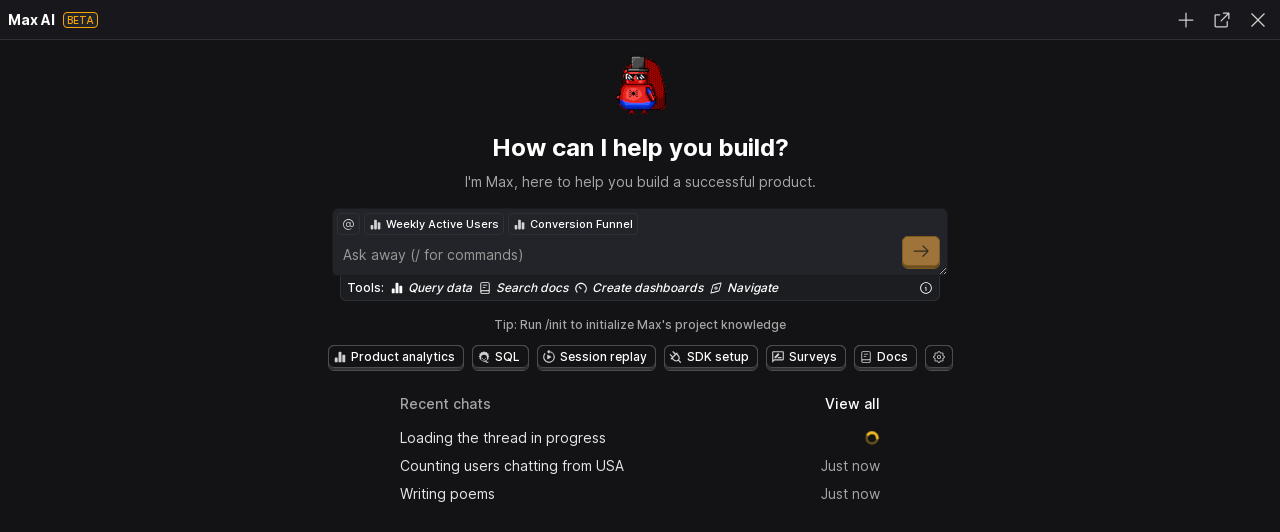 Max AI BETA
How can I help you build?
I'm Max, here to help you build a successful product.
@ Weekly Active Users Conversion Funnel
Ask away (/ for commands)
Tools: Query data Search docs Create dashboards Navigate
Tip: Run /init to initialize Max's project knowledge
Product analytics SQL Session replay SDK setup Surveys Docs
Recent chats View all
Loading the thread in progress
Counting users chatting from USA Just now
Writing poems Just now